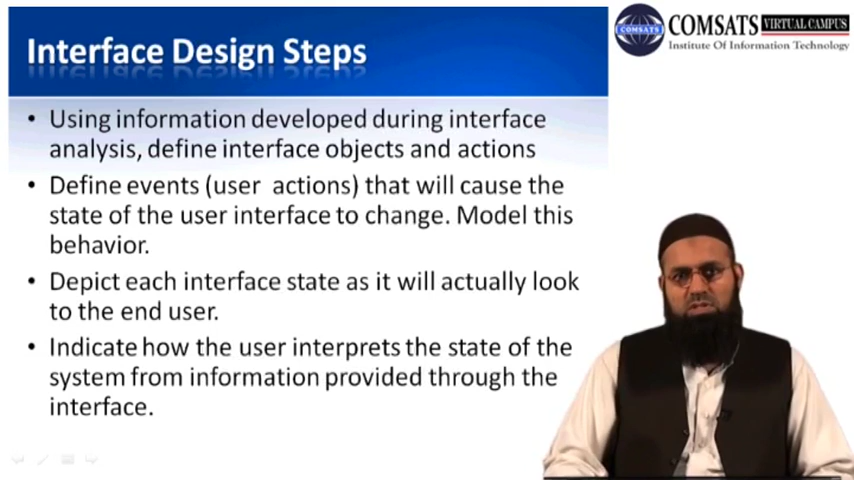 Interface Design Steps
COMSATS VIRTUAL CAMPUS
Institute Of Information Technology
COMSATS
• Using information developed during interface
analysis, define interface objects and actions
• Define events (user actions) that will cause the
state of the user interface to change. Model this
behavior.
• Depict each interface state as it will actually look
to the end user.
• Indicate how the user interprets the state of the
system from information provided through the
interface.